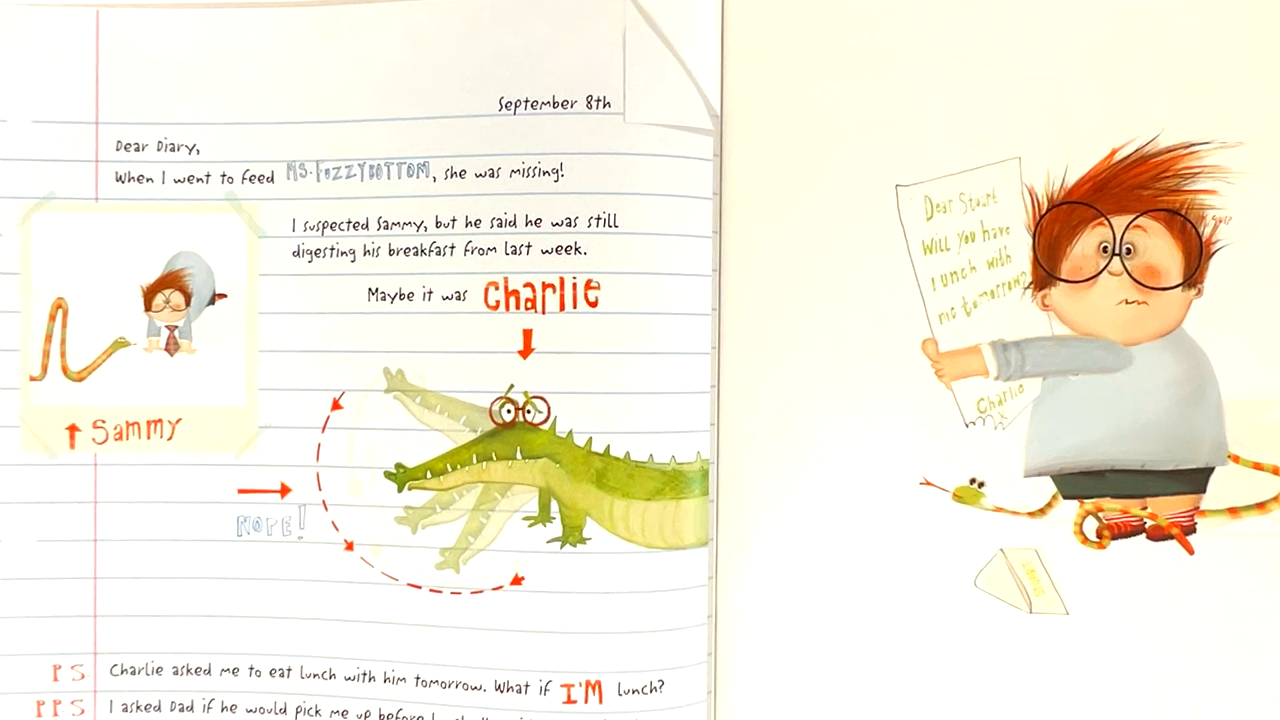 September 8th
Dear Diary,
When I went to feed MS. FUZZYBOTTOM, she was missing!
I suspected Sammy, but he said he was still
digesting his breakfast from last week.
Maybe it was Charlie
Sammy
NOPE!
PS Charlie asked me to eat lunch with him tomorrow. What if I'M lunch?
PPS I asked Dad if he would pick me up before
Dear Stuart
Will you have
lunch with
me tomorrow?
Charlie